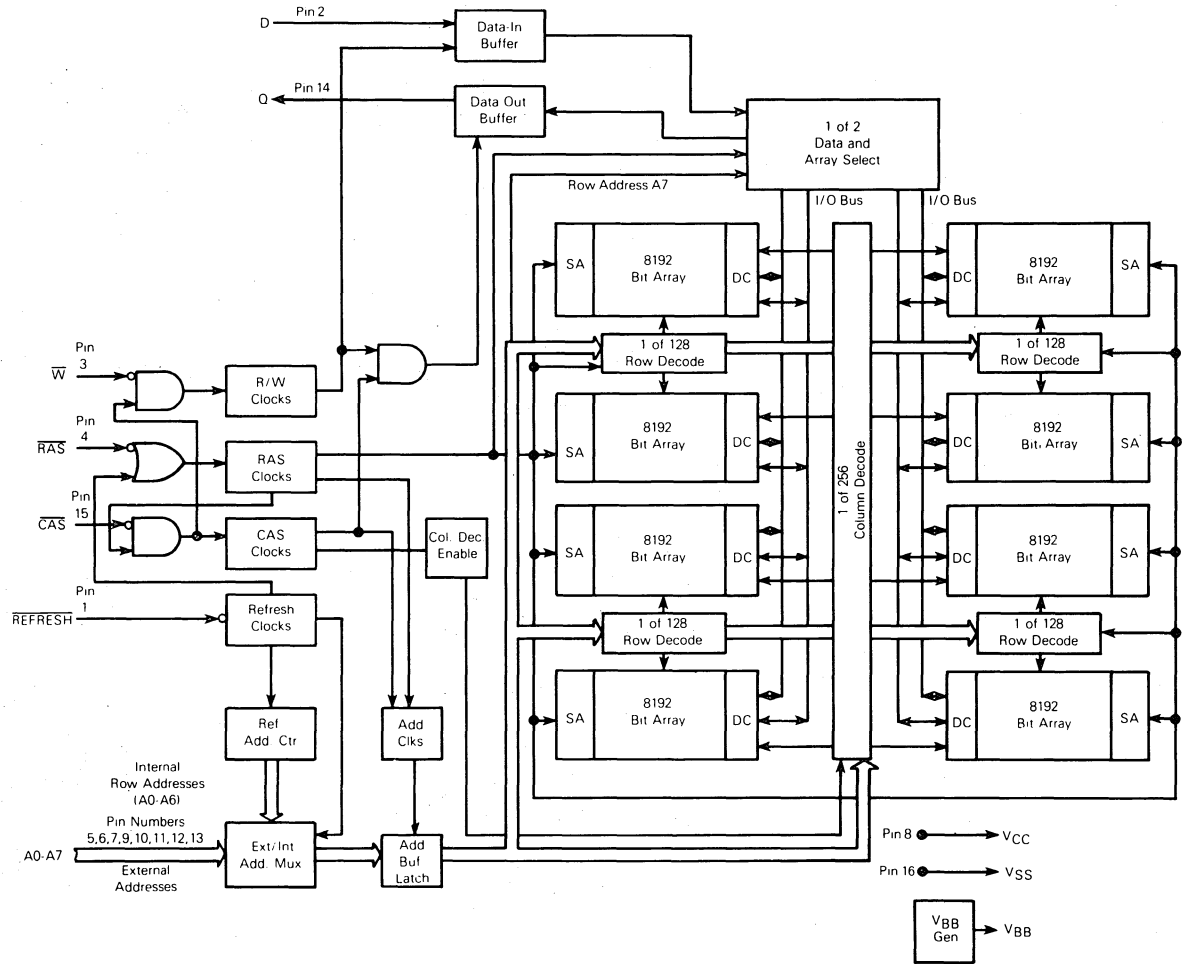 D
Pin 2
Data-In
Buffer
Q
Pin 14
Data Out
Buffer
1 of 2
Data and
Array Select
Row Address A7
I/O Bus
I/O Bus
SA
8192
Bit Array
DC
DC
8192
Bit Array
SA
1 of 128
Row Decode
1 of 128
Row Decode
Pin
3
W
R/W
Clocks
SA
8192
Bit Array
DC
DC
8192
Bit Array
SA
Pin
4
RAS
RAS
Clocks
1 of 256
Column Decode
Pin
15
CAS
CAS
Clocks
Col. Dec.
Enable
SA
8192
Bit Array
DC
DC
8192
Bit Array
SA
Pin
1
REFRESH
Refresh
Clocks
1 of 128
Row Decode
1 of 128
Row Decode
SA
8192
Bit Array
DC
DC
8192
Bit Array
SA
Ref
Add. Ctr
Add
Clks
Internal
Row Addresses
(A0-A6)
Pin Numbers
5,6,7,9,10,11,12,13
A0-A7
External
Addresses
Ext/Int
Add. Mux
Add
Buf
Latch
Pin 8
VCC
Pin 16
VSS
VBB
Gen
VBB